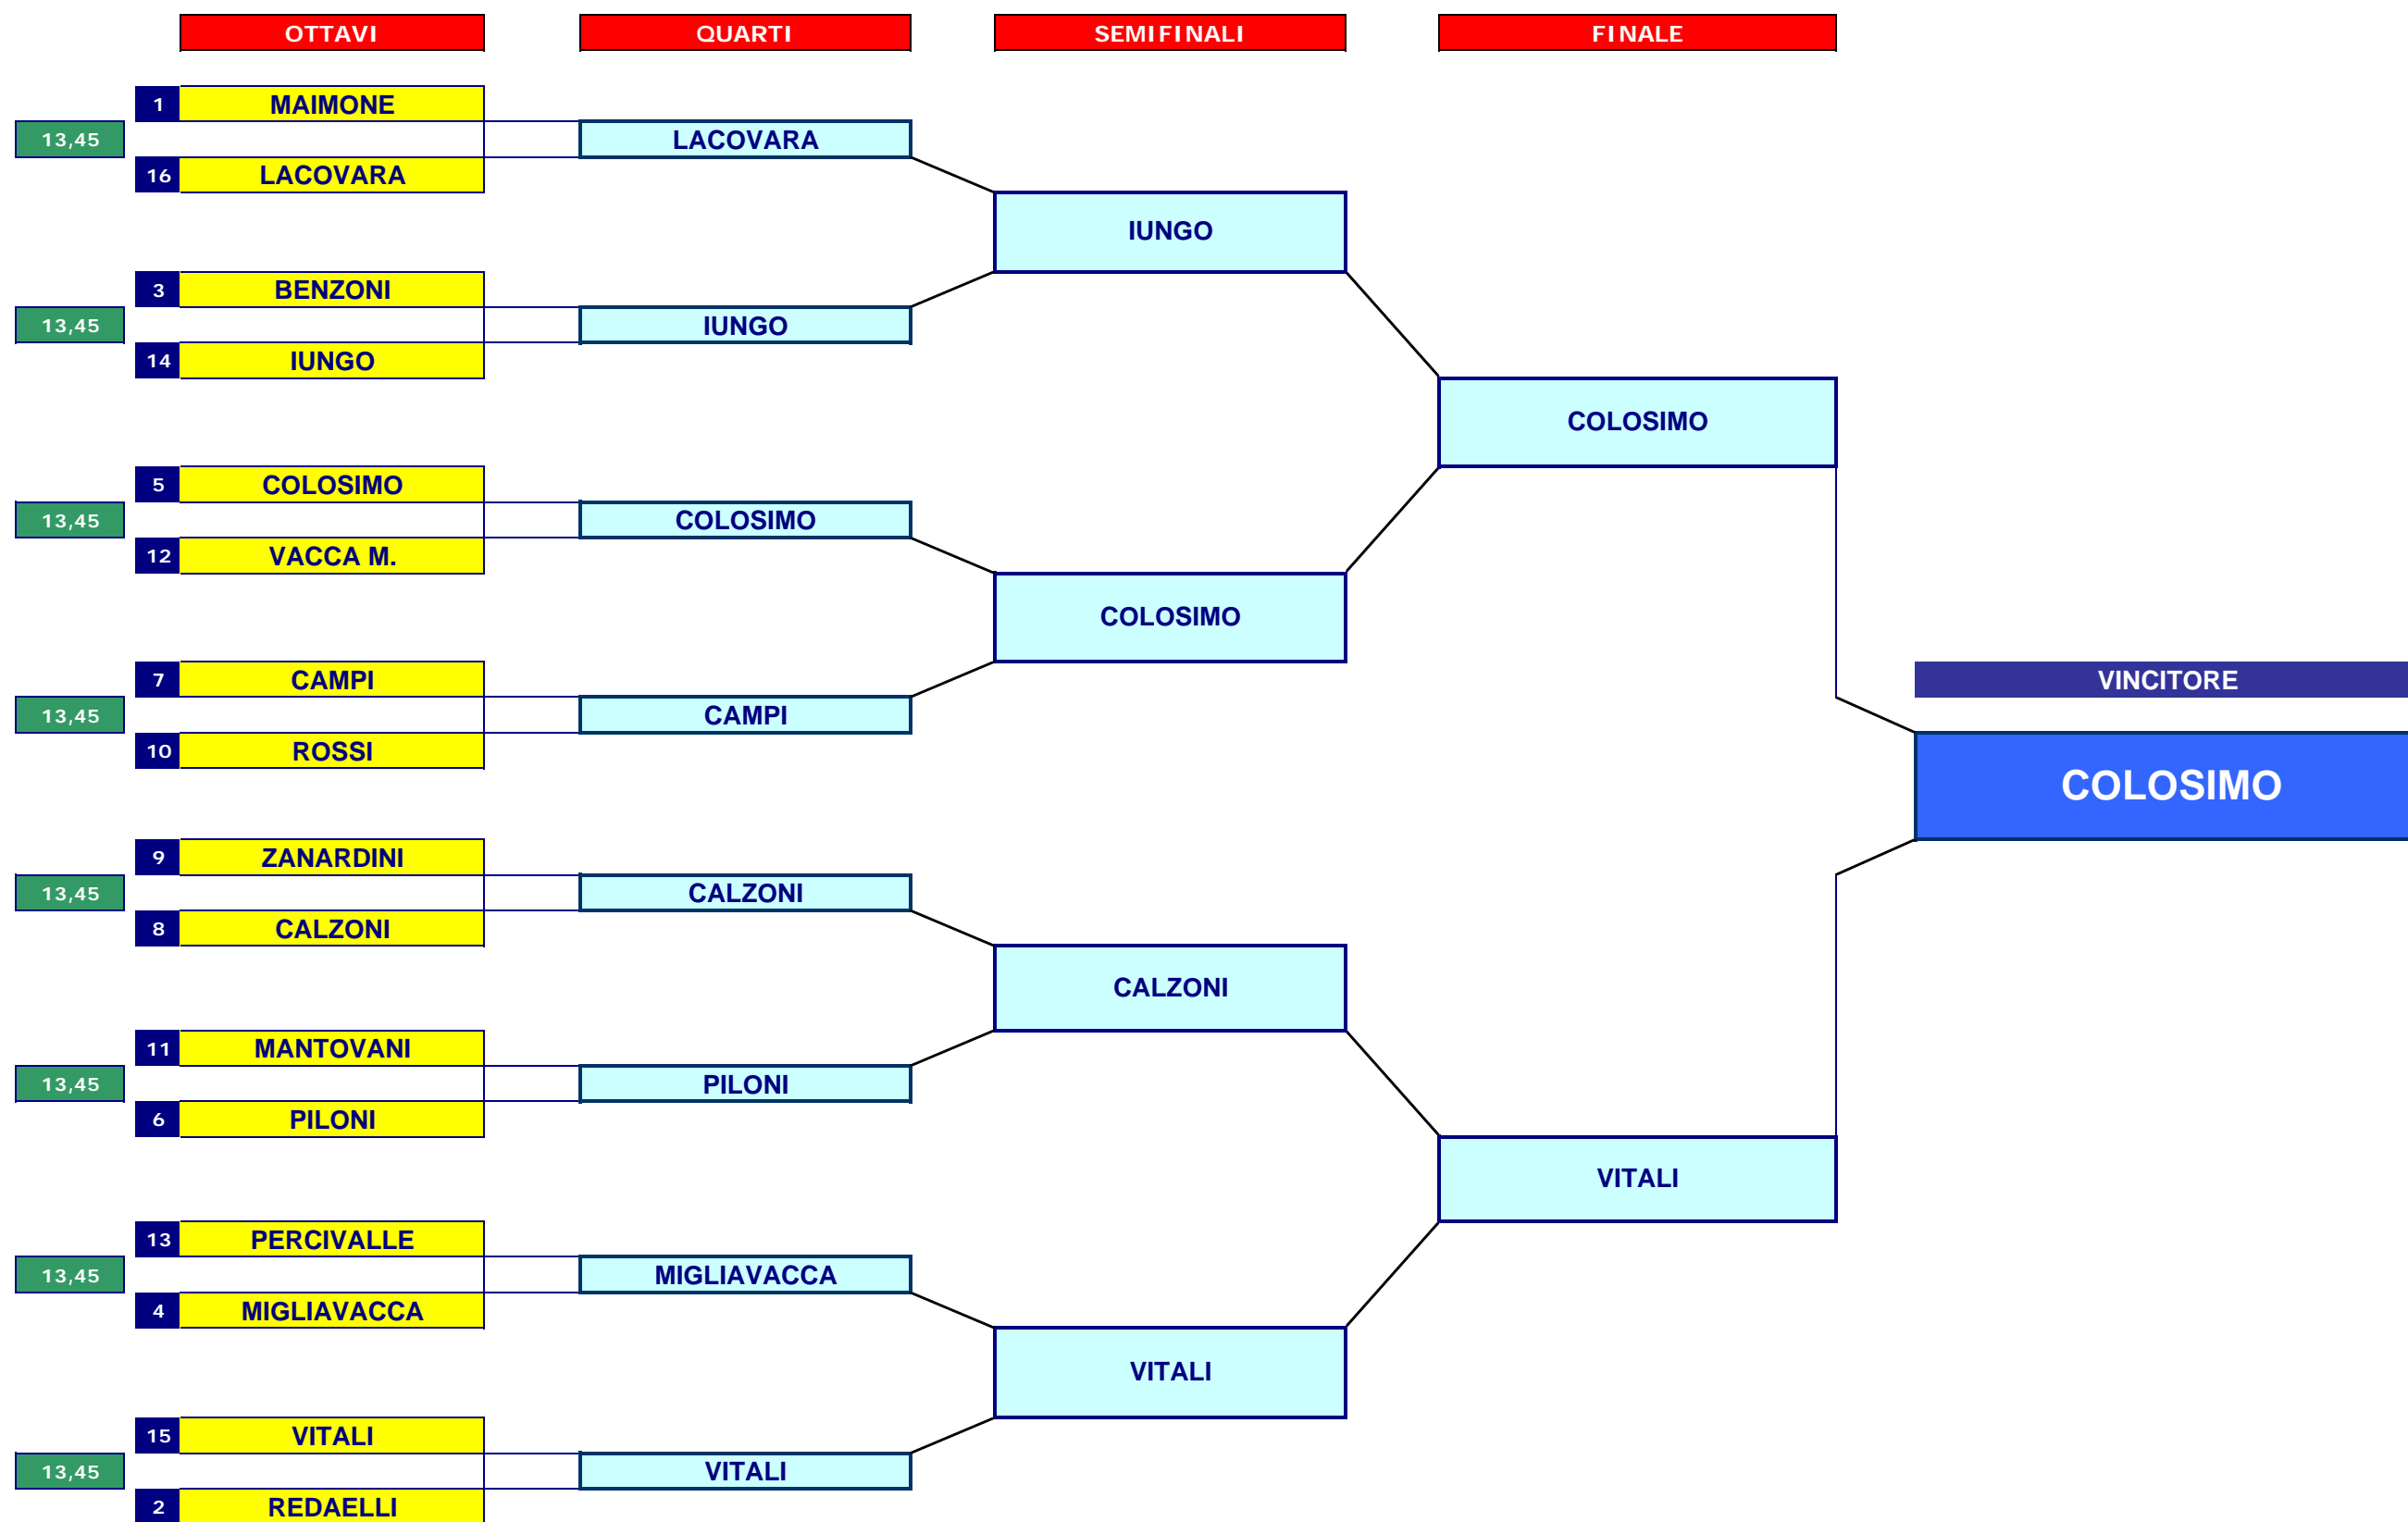 OTTAVI QUARTI SEMIFINALI FINALE
1 MAIMONE
13,45 LACOVARA
16 LACOVARA
IUNGO
3 BENZONI
13,45 IUNGO
14 IUNGO
COLOSIMO
5 COLOSIMO
13,45 COLOSIMO
12 VACCA M.
COLOSIMO
7 CAMPI VINCITORE
13,45 CAMPI
10 ROSSI
COLOSIMO
9 ZANARDINI
13,45 CALZONI
8 CALZONI
CALZONI
11 MANTOVANI
13,45 PILONI
6 PILONI
VITALI
13 PERCIVALLE
13,45 MIGLIAVACCA
4 MIGLIAVACCA
VITALI
15 VITALI
13,45 VITALI
2 REDAELLI